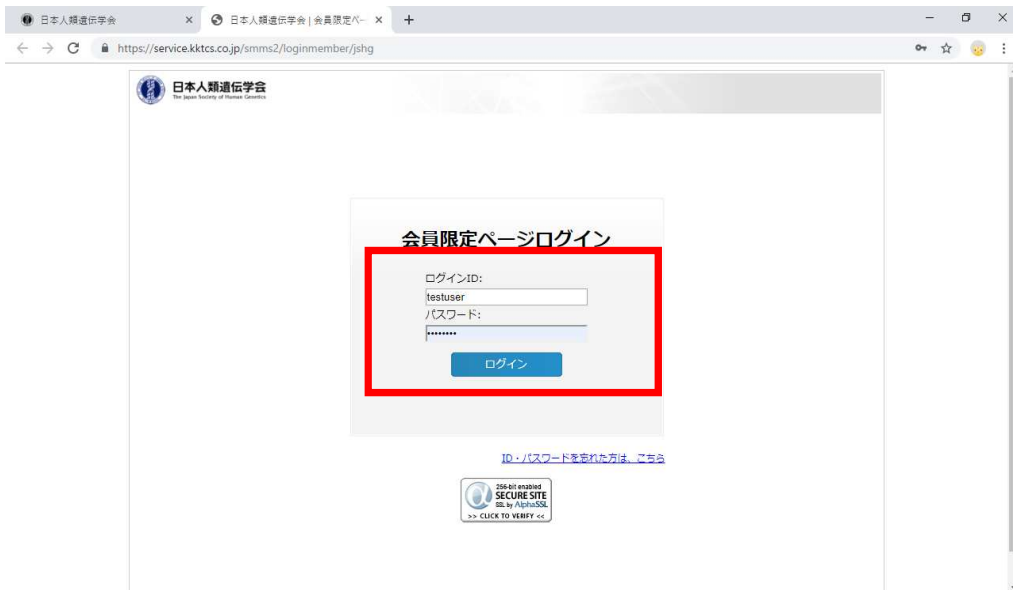 日本人類遺伝学会
日本人類遺伝学会 | 会員限定ペー
https://service.kktcs.co.jp/smms2/loginmember/jshg
日本人類遺伝学会
The Japan Society of Human Genetics
会員限定ページログイン
ログインID:
testuser
パスワード:
••••••••
ログイン
ID・パスワードを忘れた方は、こちら
256-bit enabled
SECURE SITE
SSL by AlphaSSL
>> CLICK TO VERIFY <<